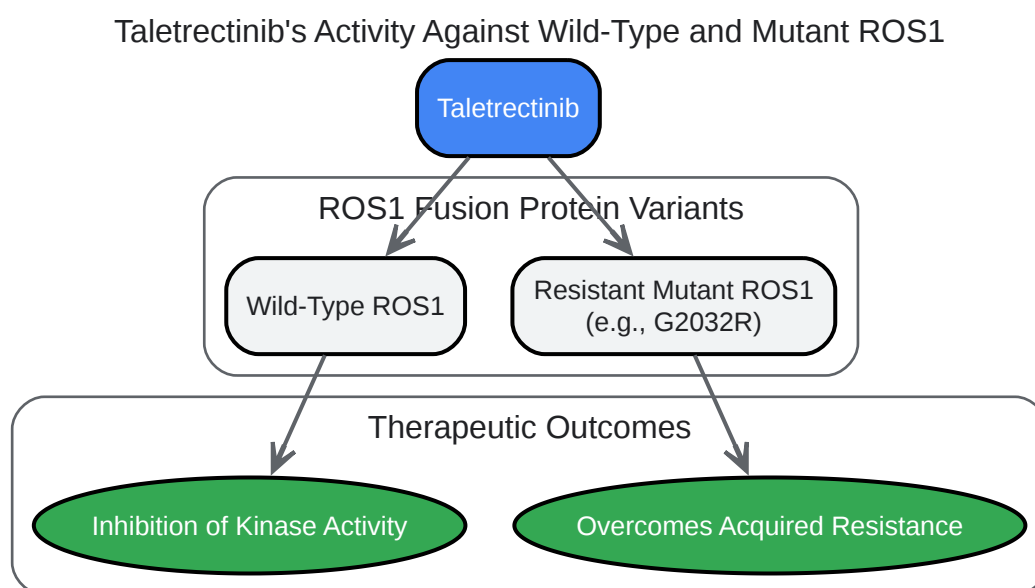 Taletrectinib's Activity Against Wild-Type and Mutant ROS1
Taletrectinib
ROS1 Fusion Protein Variants
Wild-Type ROS1
Resistant Mutant ROS1
(e.g., G2032R)
Therapeutic Outcomes
Inhibition of Kinase Activity
Overcomes Acquired Resistance